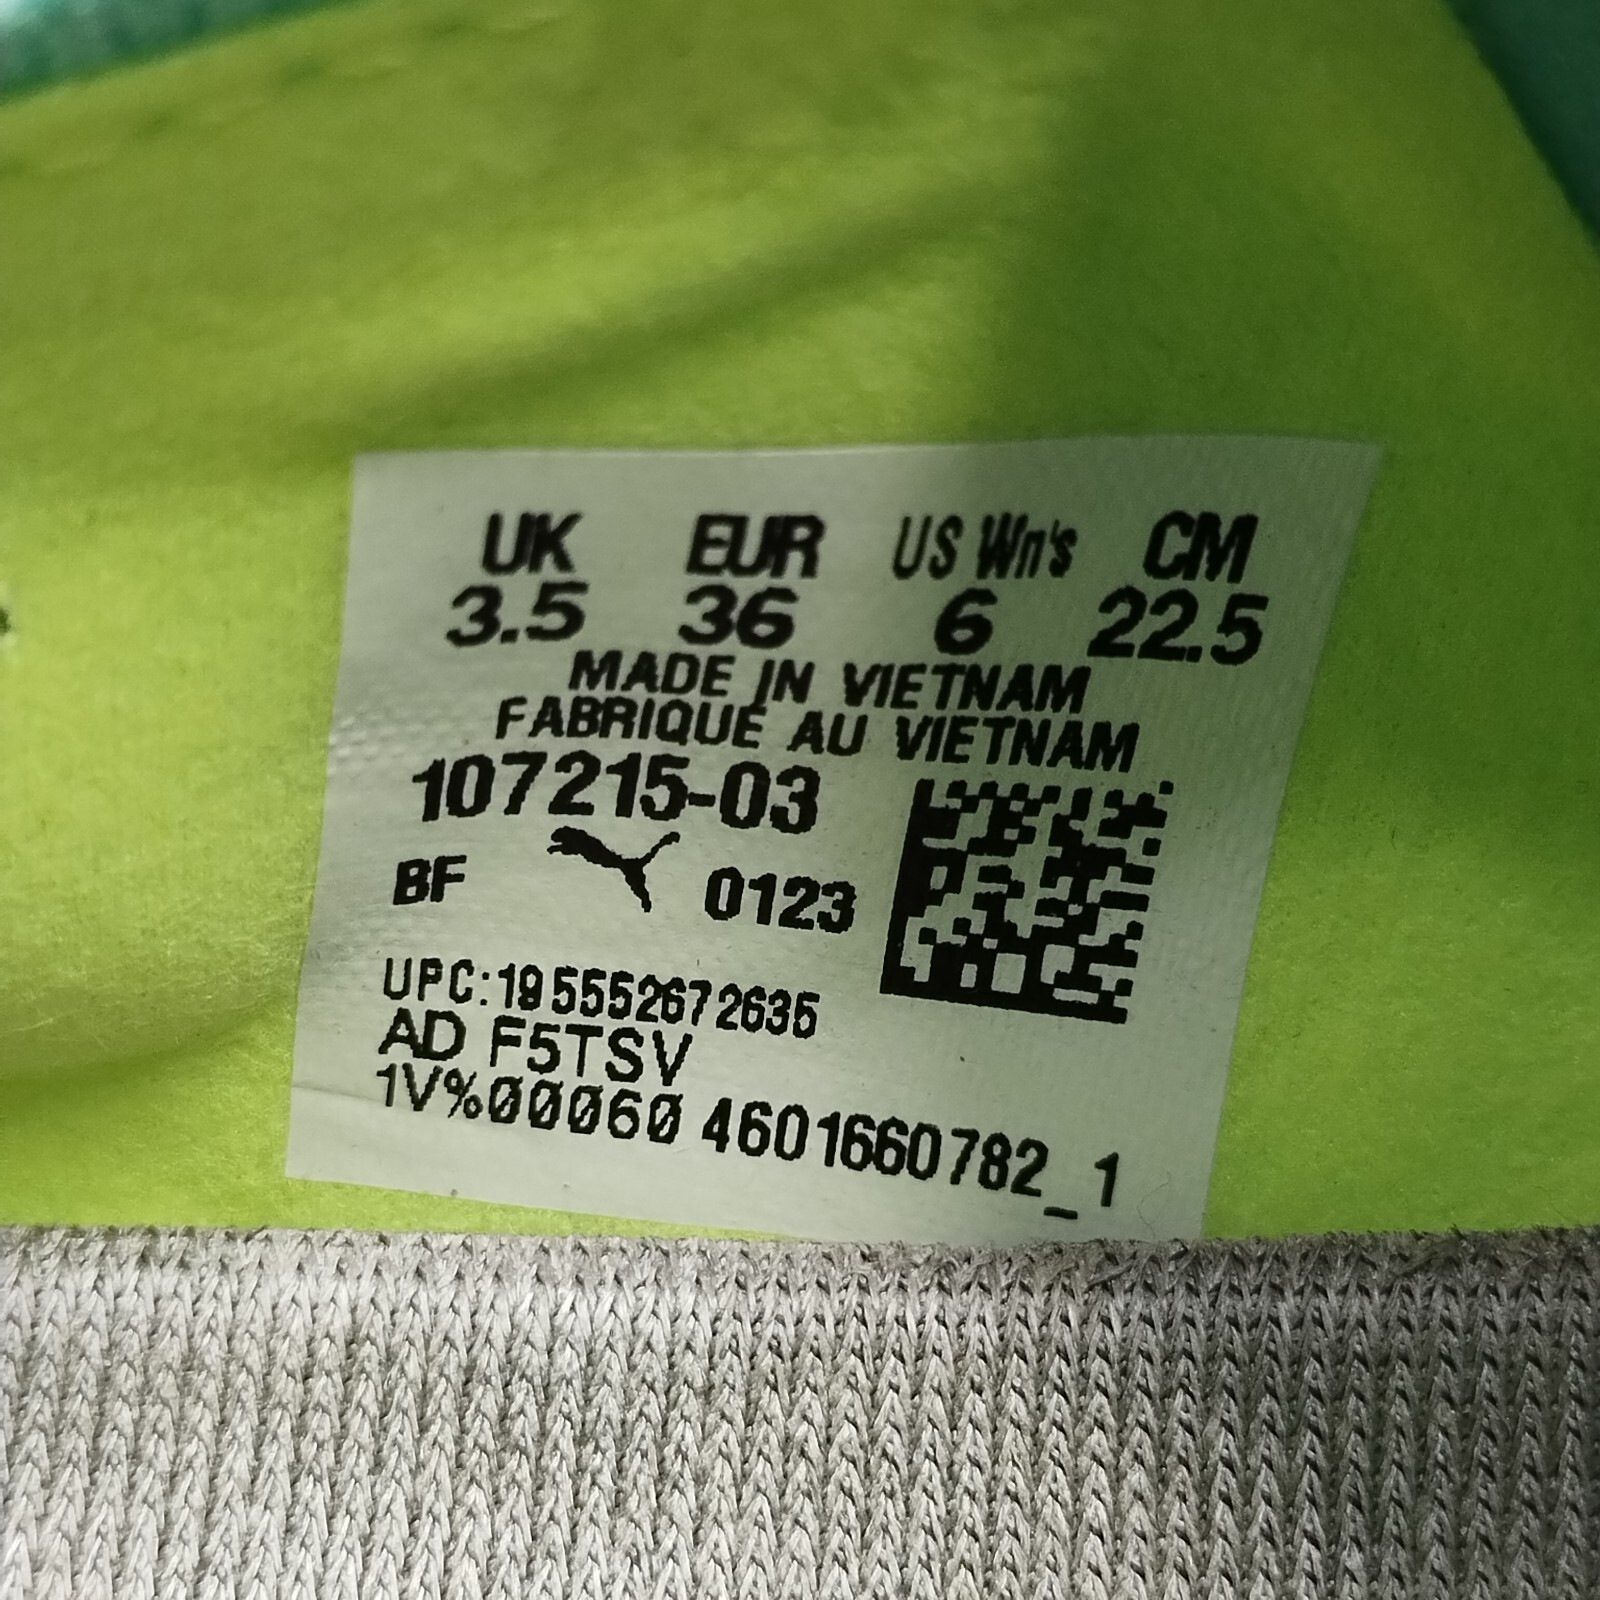 UK EUR US Wn's CM
3.5 36 6 22.5
MADE IN VIETNAM
FABRIQUÉ AU VIETNAM
107215-03
BF 0123
UPC:195552672635
AD F5TSV
1V%00060 4601660782_1